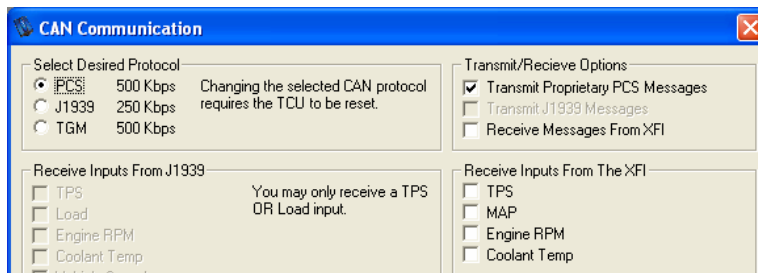 CAN Communication
Select Desired Protocol
PCS 500 Kbps
J1939 250 Kbps
TGM 500 Kbps
Changing the selected CAN protocol
requires the TCU to be reset.
Transmit/Recieve Options
Transmit Proprietary PCS Messages
Transmit J1939 Messages
Receive Messages From XFI
Receive Inputs From J1939
TPS
Load
Engine RPM
Coolant Temp
You may only receive a TPS
OR Load input.
Receive Inputs From The XFI
TPS
MAP
Engine RPM
Coolant Temp